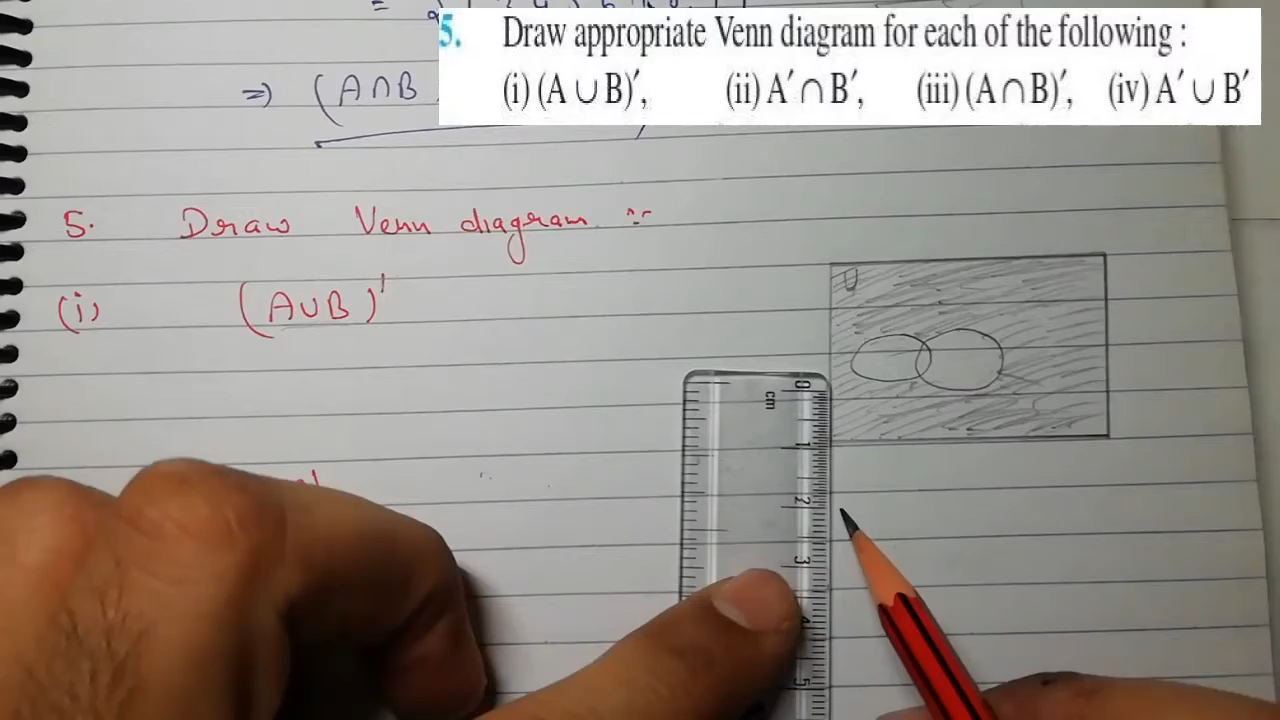 5. Draw appropriate Venn diagram for each of the following :
(i) (A ∪ B)′, (ii) A′ ∩ B′, (iii) (A ∩ B)′, (iv) A′ ∪ B′
=> (A∩B
5. Draw Venn diagram :-
(i) (A∪B)'
U
cm
0
1
2
3
4
5